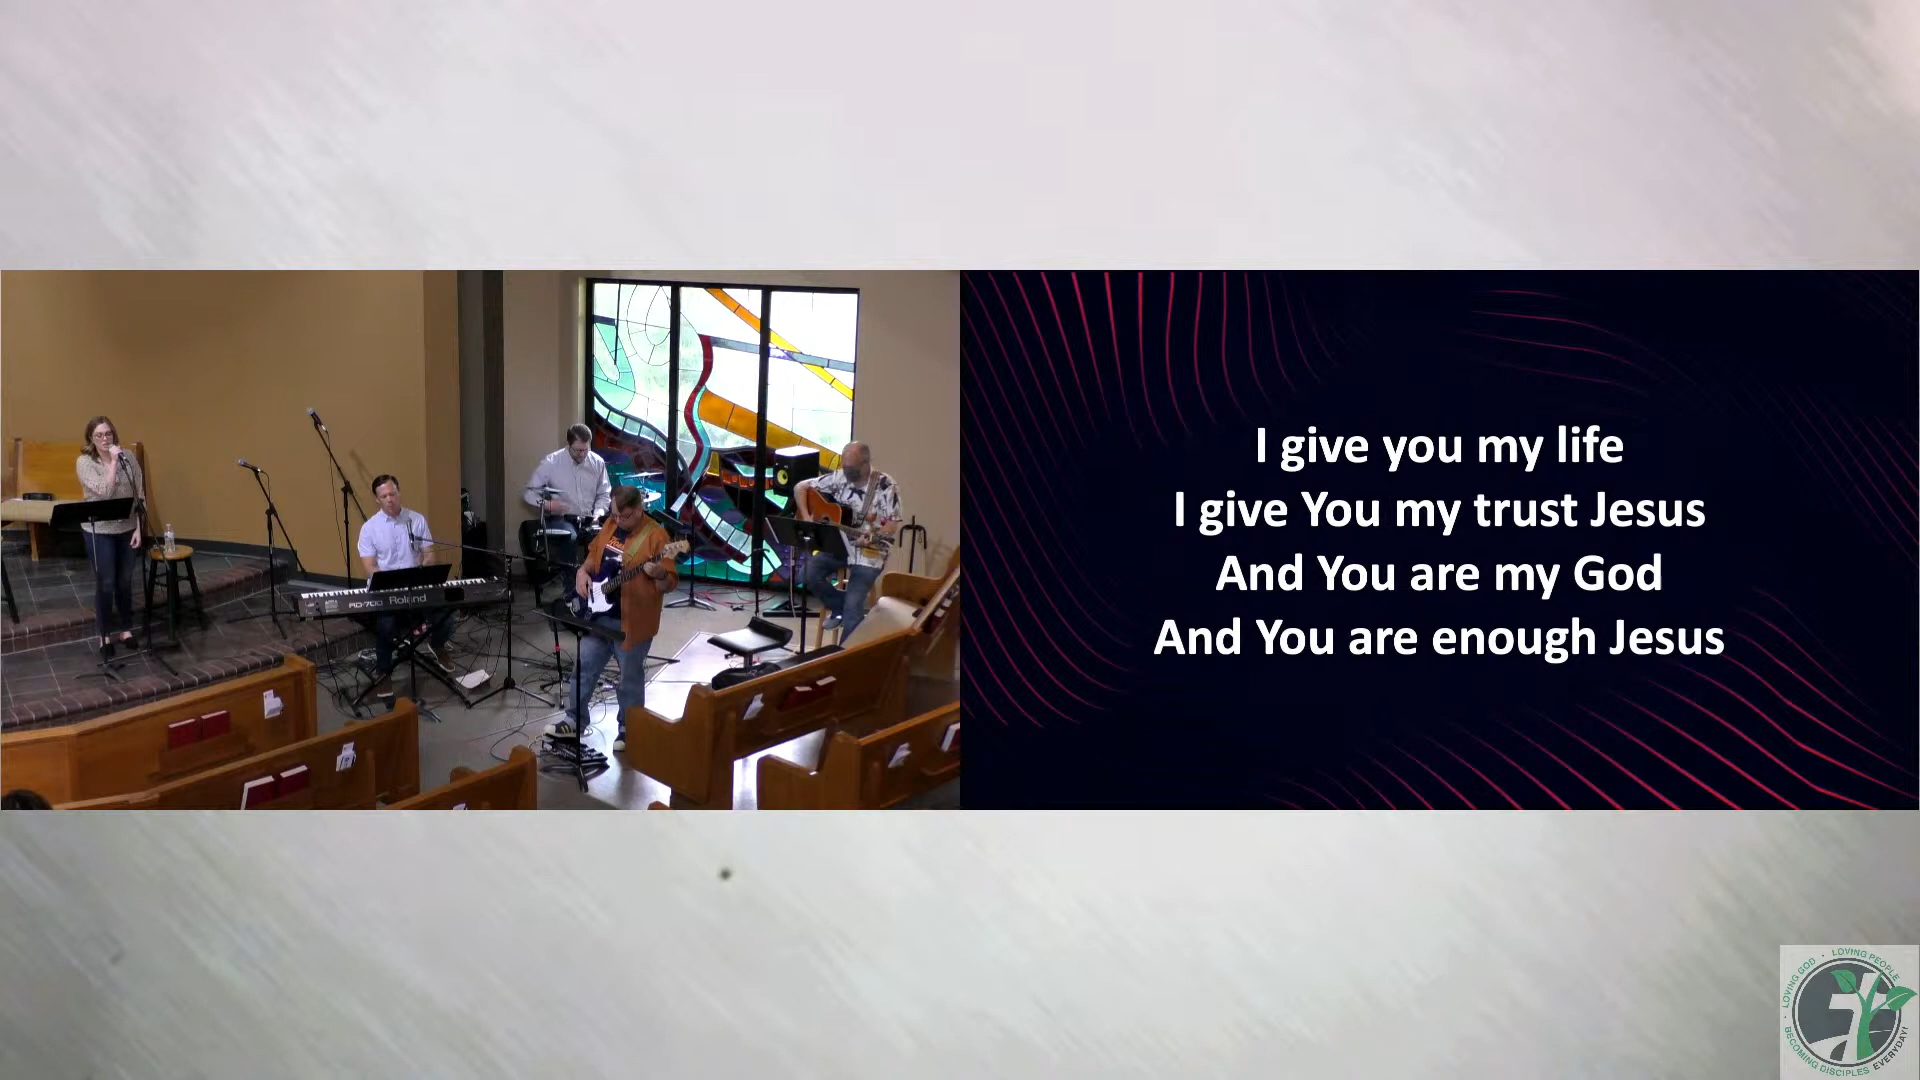 I give you my life
I give You my trust Jesus
And You are my God
And You are enough Jesus
RD-700 Roland
LOVING GOD · LOVING PEOPLE
BECOMING DISCIPLES EVERYDAY!